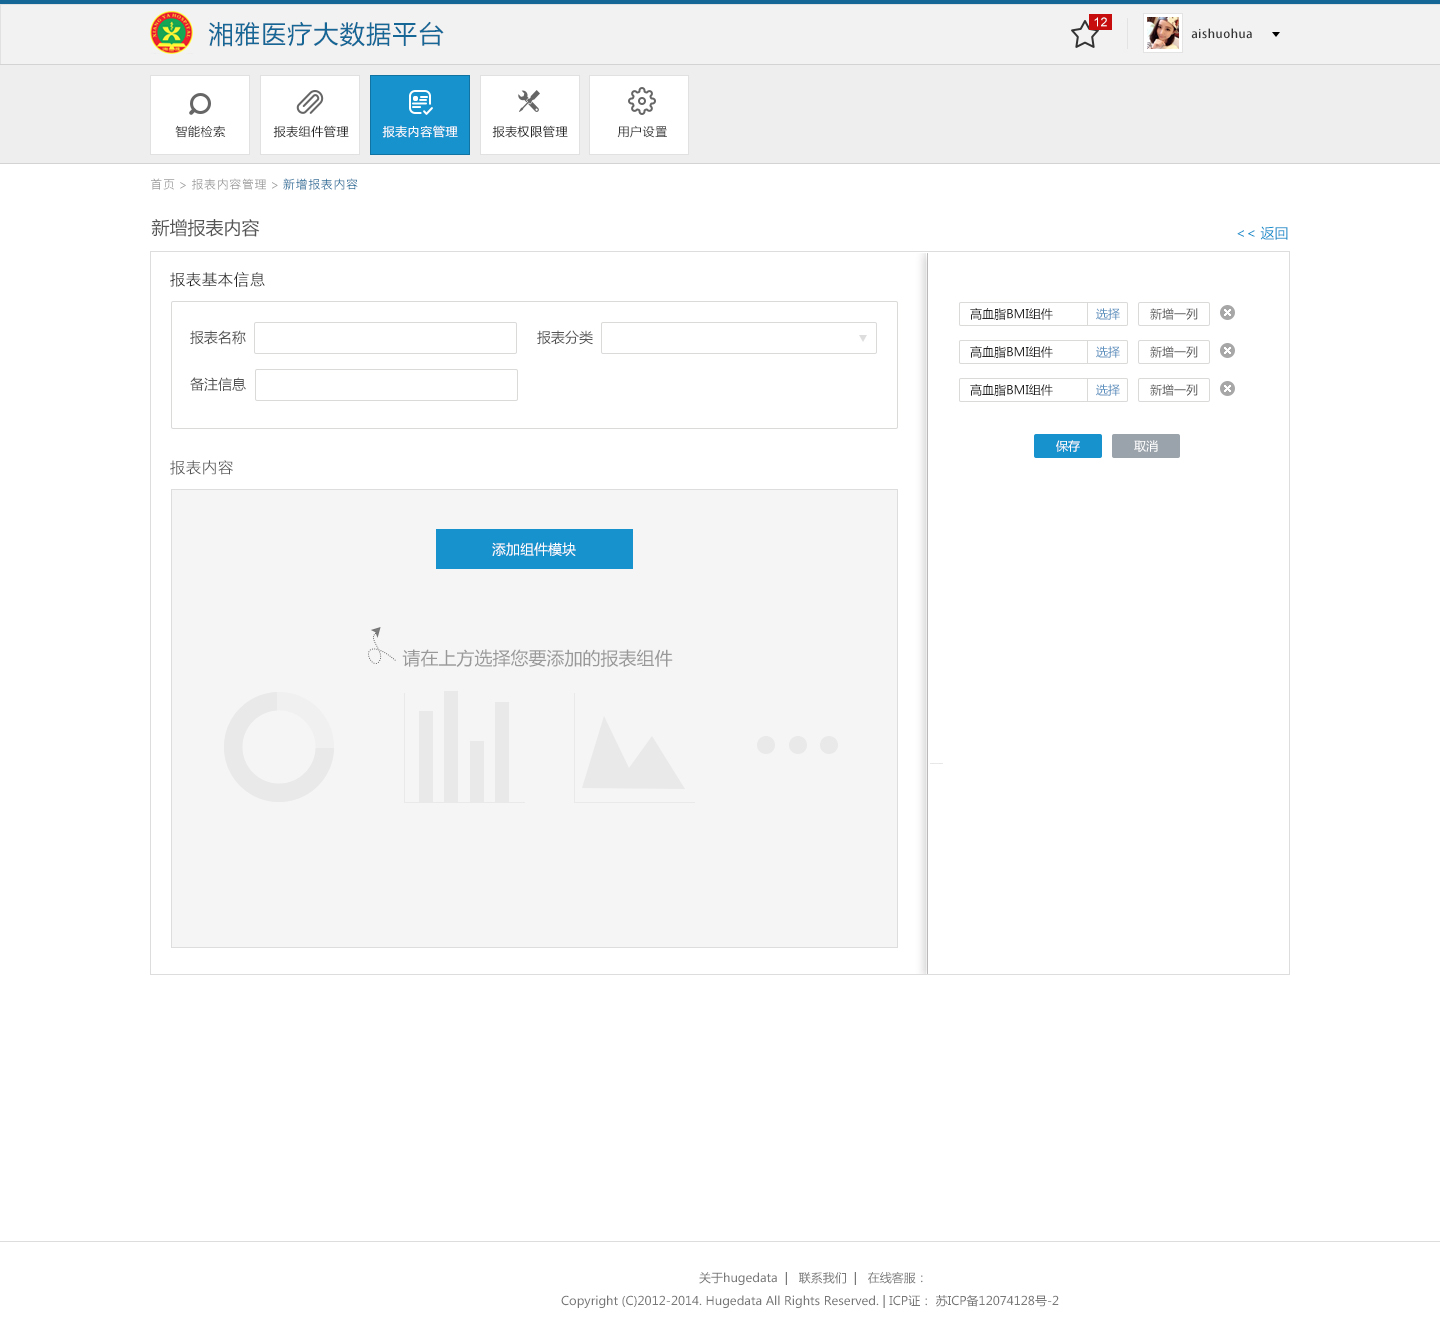 湘雅医疗大数据平台
12
aishuohua
智能检索
报表组件管理
报表内容管理
报表权限管理
用户设置
首页 > 报表内容管理 > 新增报表内容
新增报表内容
<< 返回
报表基本信息
报表名称
报表分类
备注信息
高血脂BMI组件 选择 新增一列
高血脂BMI组件 选择 新增一列
高血脂BMI组件 选择 新增一列
保存 取消
报表内容
添加组件模块
请在上方选择您要添加的报表组件
关于hugedata | 联系我们 | 在线客服：
Copyright (C)2012-2014. Hugedata All Rights Reserved. | ICP证： 苏ICP备12074128号-2